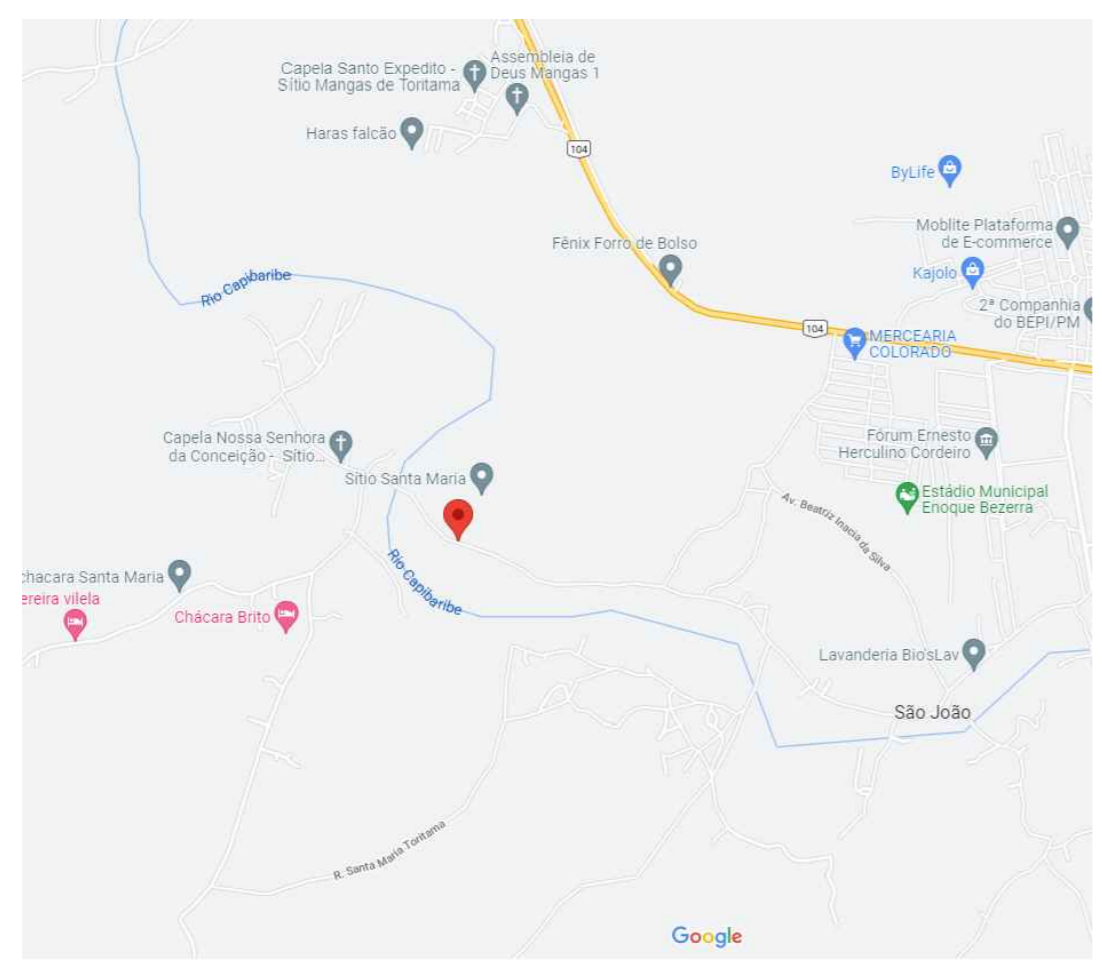 Assembleia de
Deus Mangas 1
Capela Santo Expedito -
Sítio Mangas de Toritama
Haras falcão
104
ByLife
Moblite Plataforma
de E-commerce
Fênix Forro de Bolso
Kajolo
Rio Capibaribe
2ª Companhia
do BEPI/PM
104
MERCEARIA
COLORADO
Capela Nossa Senhora
da Conceição - Sítio...
Fórum Ernesto
Herculino Cordeiro
Sítio Santa Maria
Estádio Municipal
Enoque Bezerra
Av. Beatriz Inacia da Silva
Rio Capibaribe
chacara Santa Maria
ereira vilela
Chácara Brito
Lavanderia Bio'sLav
São João
R. Santa Maria Toritama
Google